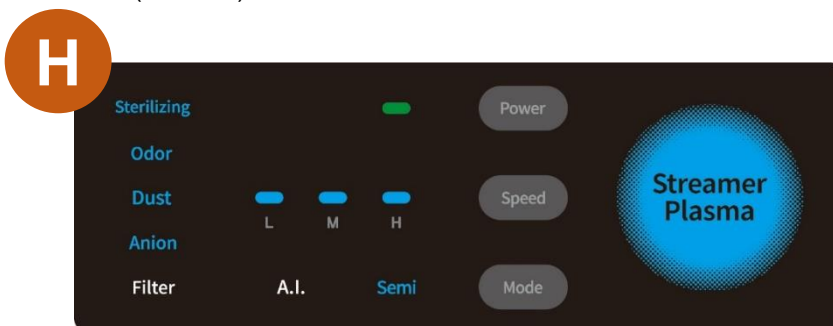 H
Sterilizing
Power
Odor
Streamer
Plasma
Dust
Speed
L M H
Anion
Filter A.I. Semi Mode